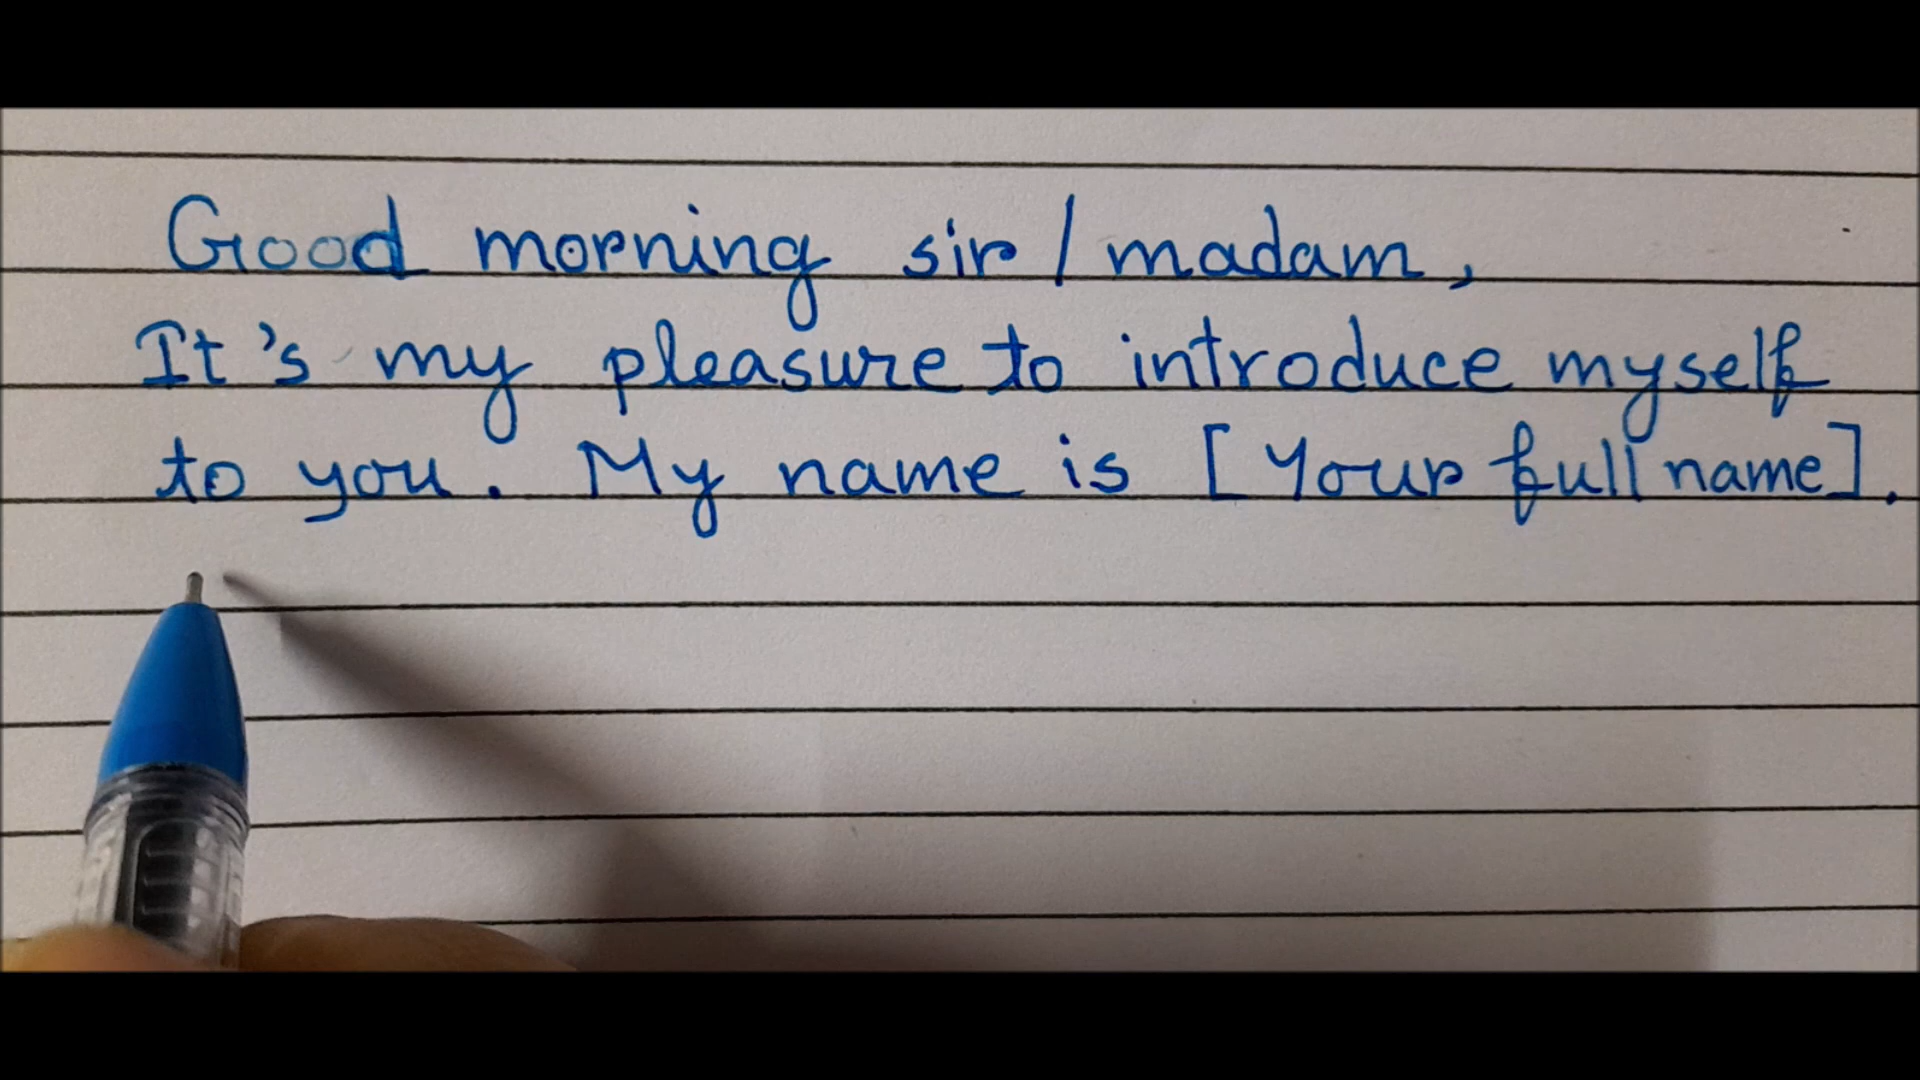 Good morning sir / madam,
It's my pleasure to introduce myself
to you. My name is [Your full name].